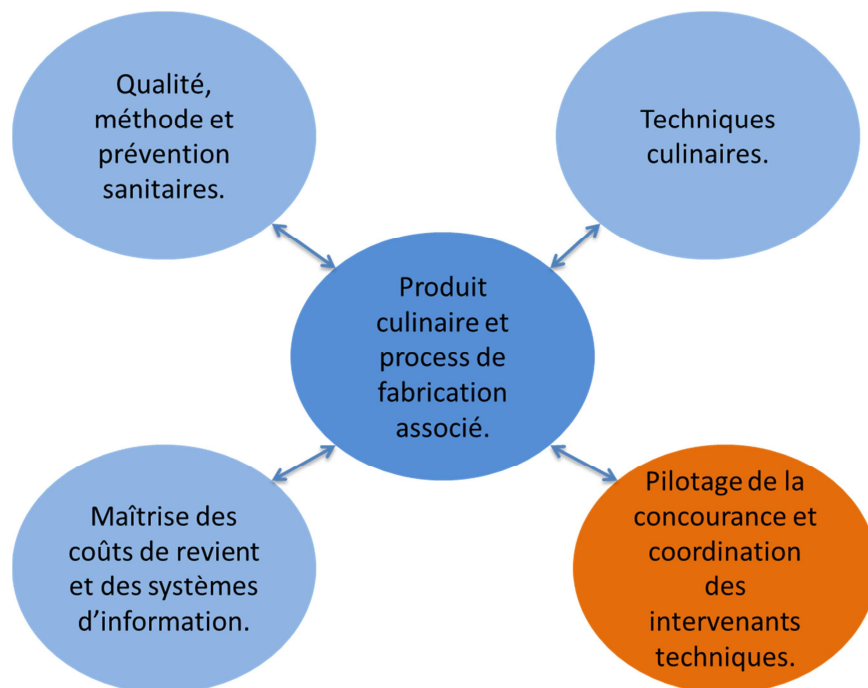 Qualité,
méthode et
prévention
sanitaires.
Techniques
culinaires.
Produit
culinaire et
process de
fabrication
associé.
Maîtrise des
coûts de revient
et des systèmes
d'information.
Pilotage de la
concourance et
coordination
des
intervenants
techniques.